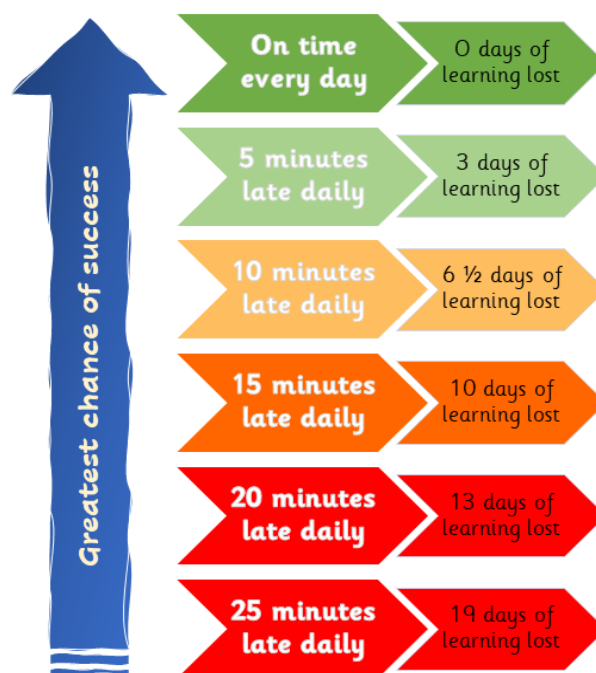 On time
every day
0 days of
learning lost
5 minutes
late daily
3 days of
learning lost
10 minutes
late daily
6 ½ days of
learning lost
15 minutes
late daily
10 days of
learning lost
20 minutes
late daily
13 days of
learning lost
25 minutes
late daily
19 days of
learning lost
Greatest chance of success